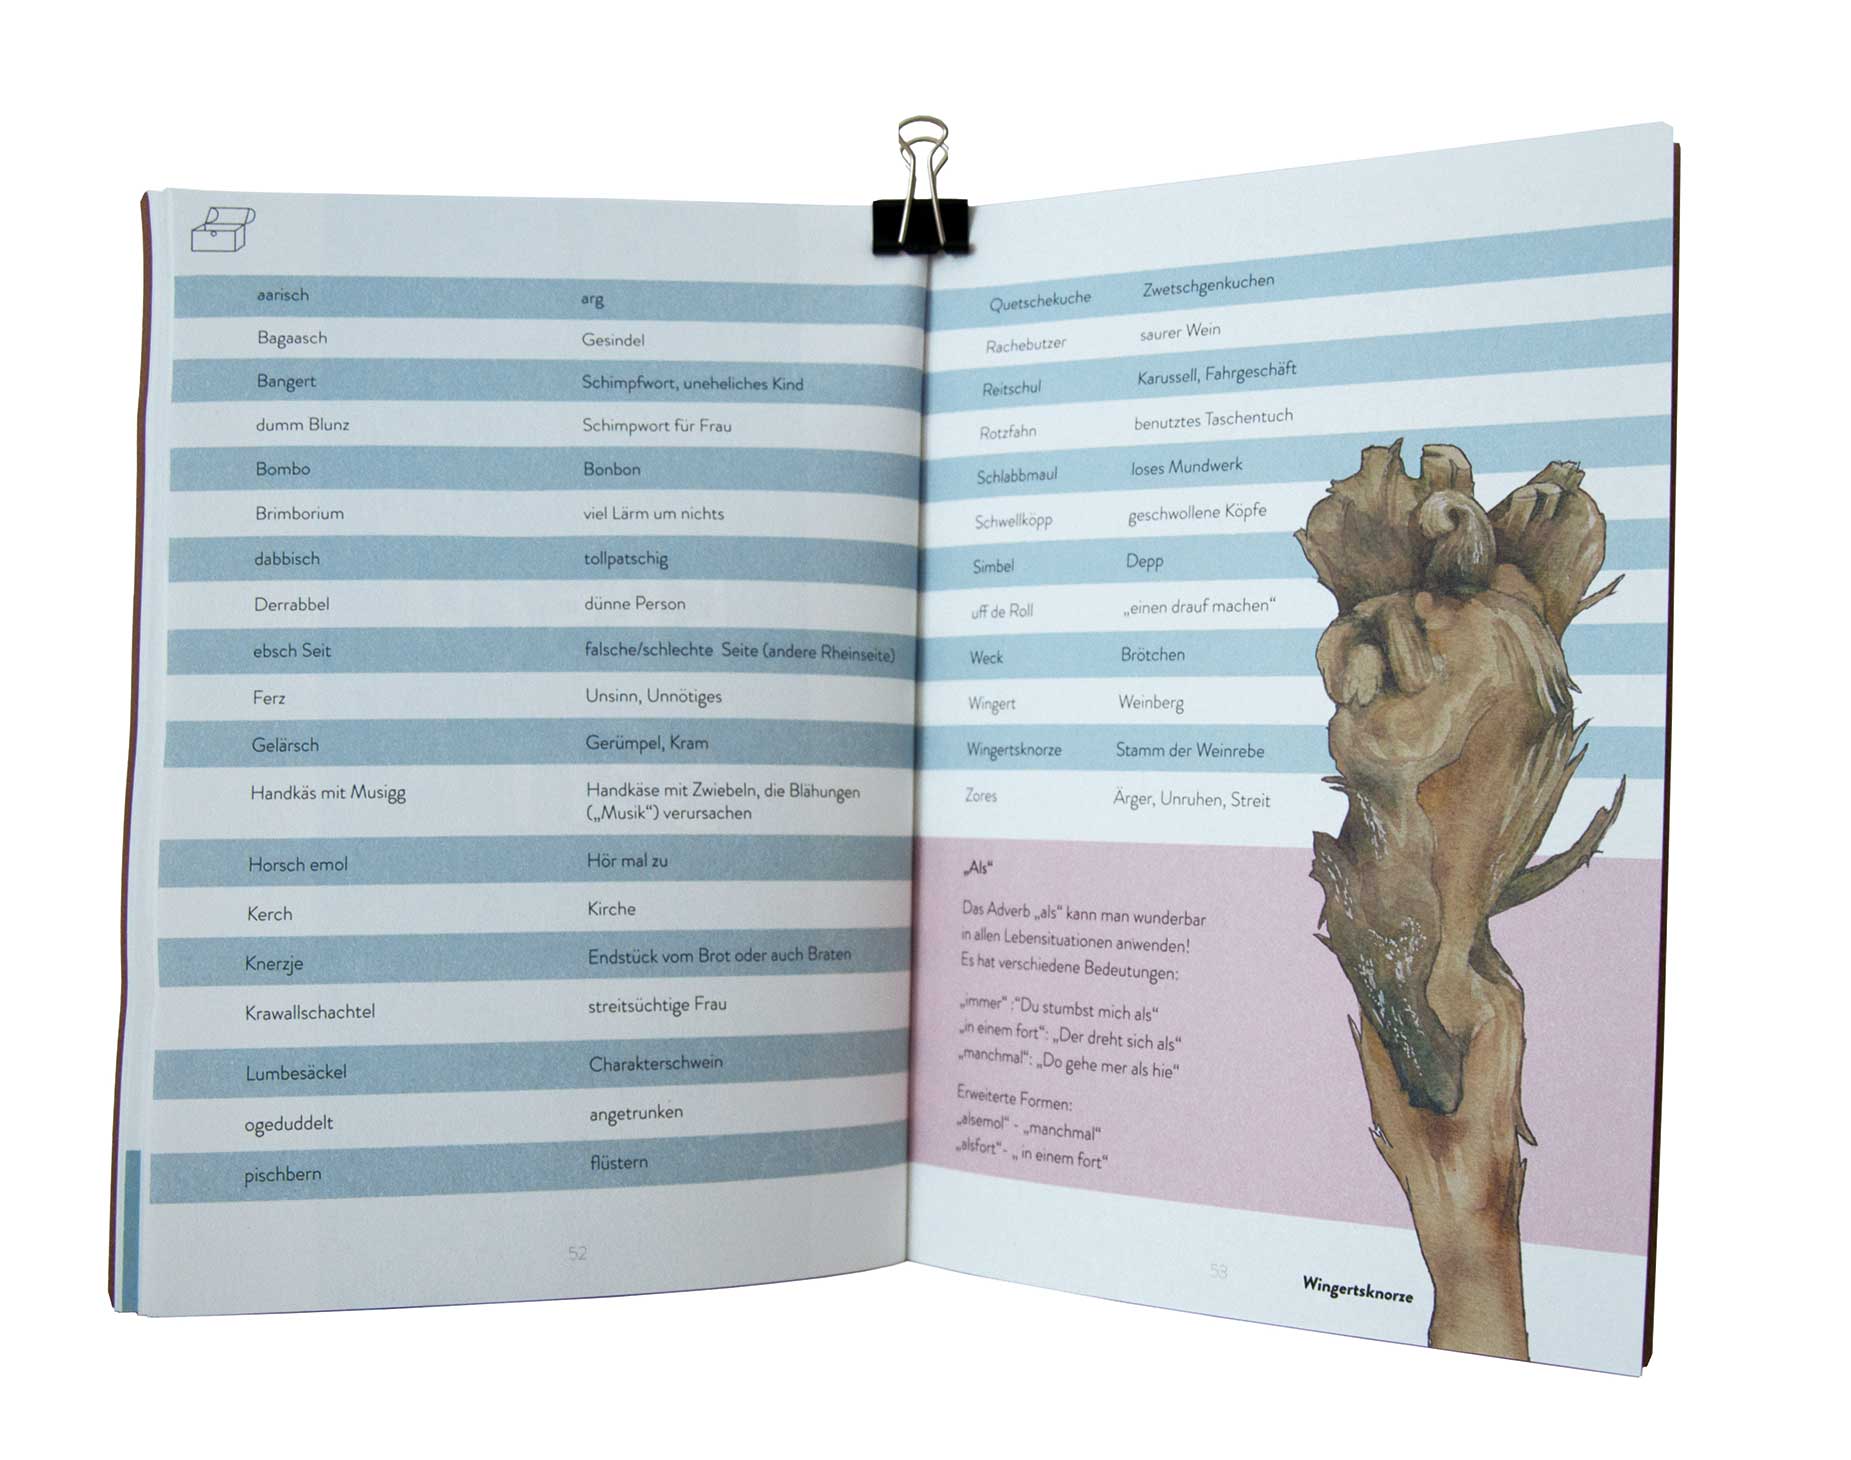 aarisch arg
Bagaasch Gesindel
Bangert Schimpfwort, uneheliches Kind
dumm Blunz Schimpwort für Frau
Bombo Bonbon
Brimborium viel Lärm um nichts
dabbisch tollpatschig
Derrabbel dünne Person
ebsch Seit falsche/schlechte Seite (andere Rheinseite)
Ferz Unsinn, Unnötiges
Gelärsch Gerümpel, Kram
Handkäs mit Musigg Handkäse mit Zwiebeln, die Blähungen
(„Musik“) verursachen
Horsch emol Hör mal zu
Kerch Kirche
Knerzje Endstück vom Brot oder auch Braten
Krawallschachtel streitsüchtige Frau
Lumbesäckel Charakterschwein
ogeduddelt angetrunken
pischbern flüstern
52
Quetschekuche Zwetschgenkuchen
Rachebutzer saurer Wein
Reitschul Karussell, Fahrgeschäft
Rotzfahn benutztes Taschentuch
Schlabbmaul loses Mundwerk
Schwellköpp geschwollene Köpfe
Simbel Depp
uff de Roll „einen drauf machen“
Weck Brötchen
Wingert Weinberg
Wingertsknorze Stamm der Weinrebe
Zores Ärger, Unruhen, Streit
„Als“
Das Adverb „als“ kann man wunderbar
in allen Lebensituationen anwenden!
Es hat verschiedene Bedeutungen:
„immer“ :“Du stumbst mich als“
„in einem fort“: „Der dreht sich als“
„manchmal“: „Do gehe mer als hie“
Erweiterte Formen:
„alsemol“ - „manchmal“
„alsfort“- „ in einem fort“
53
Wingertsknorze